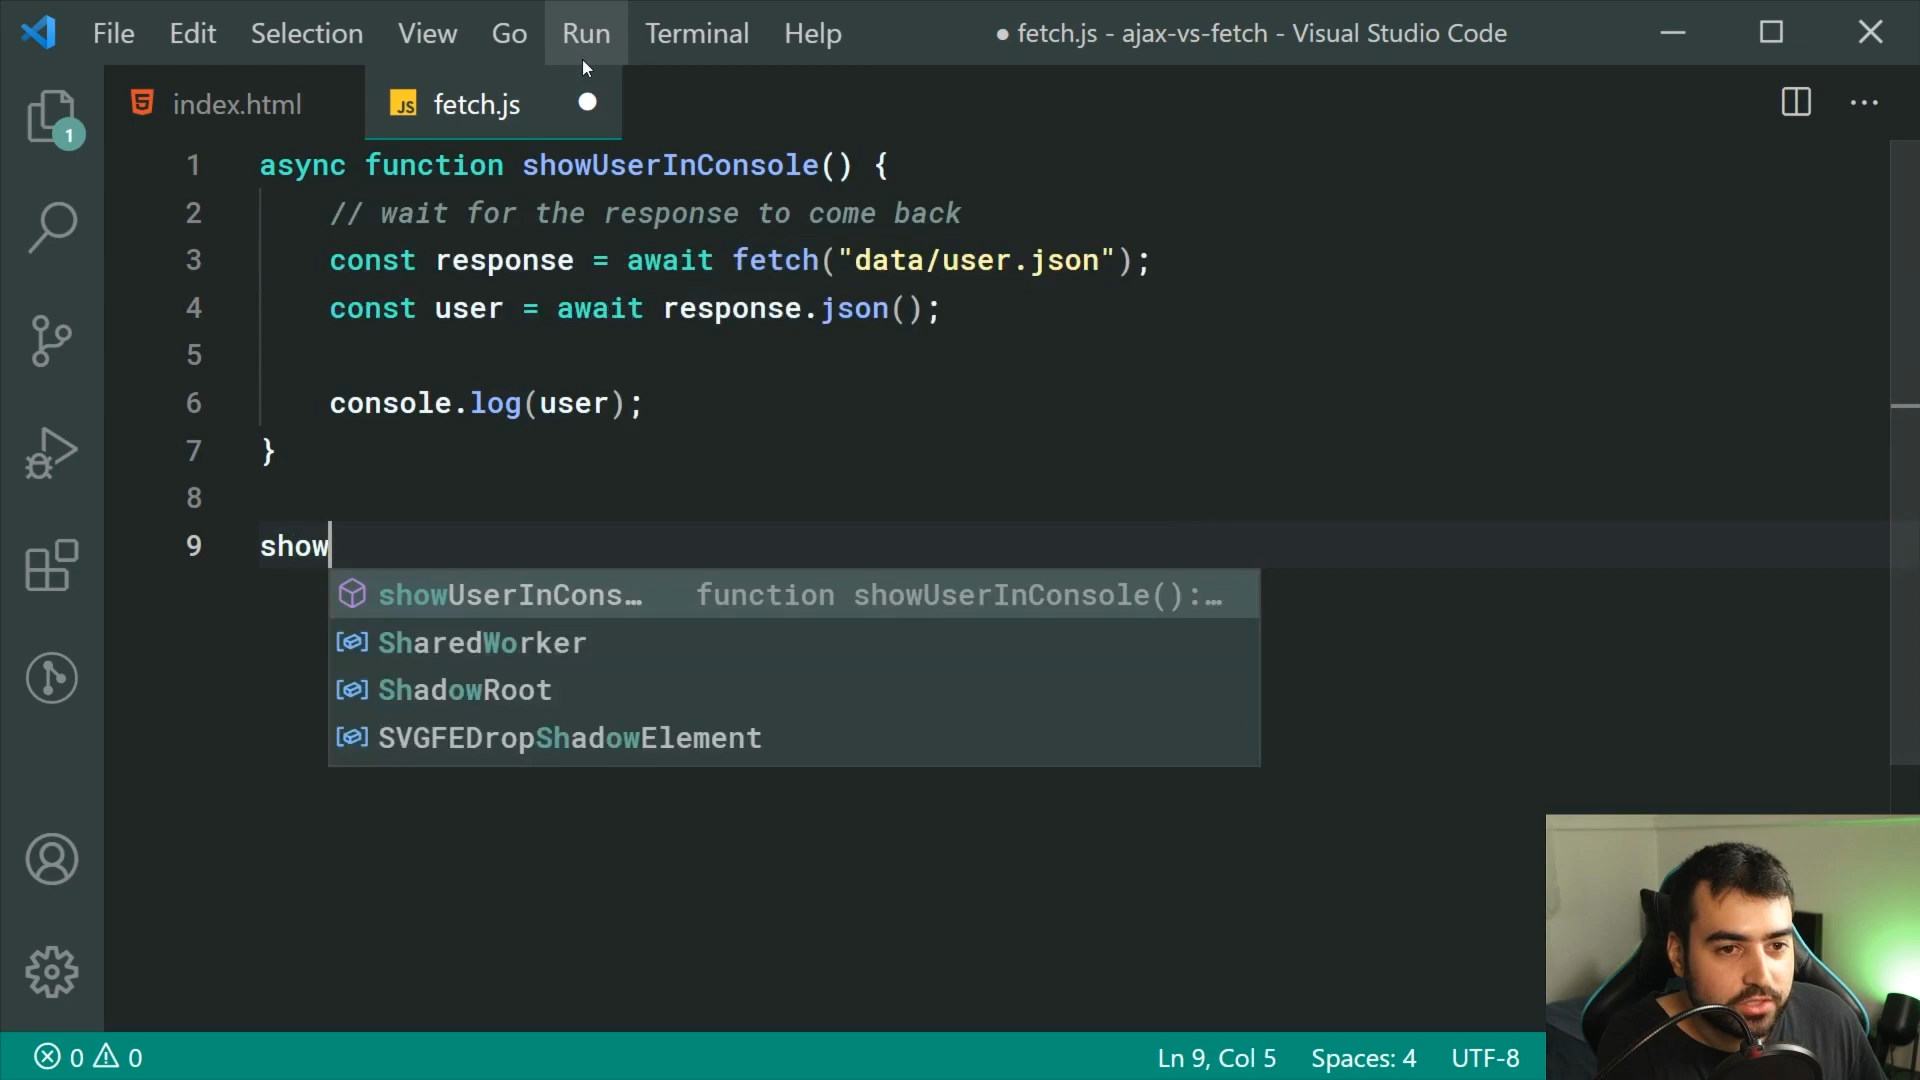 File Edit Selection View Go Run Terminal Help ● fetch.js - ajax-vs-fetch - Visual Studio Code
index.html JS fetch.js
1
1 async function showUserInConsole() {
2 // wait for the response to come back
3 const response = await fetch("data/user.json");
4 const user = await response.json();
5
6 console.log(user);
7 }
8
9 show
showUserInCons… function showUserInConsole():…
SharedWorker
ShadowRoot
SVGFEDropShadowElement
0 0 Ln 9, Col 5 Spaces: 4 UTF-8